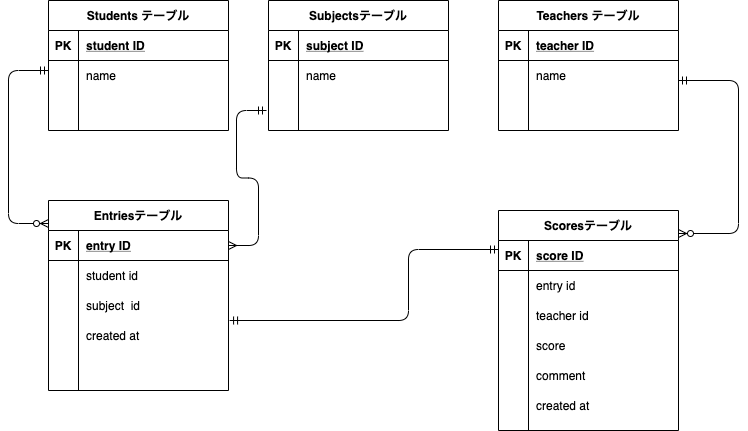 Students テーブル
PK student ID
name
Subjectsテーブル
PK subject ID
name
Teachers テーブル
PK teacher ID
name
Entriesテーブル
PK entry ID
student id
subject  id
created at
Scoresテーブル
PK score ID
entry id
teacher id
score
comment
created at